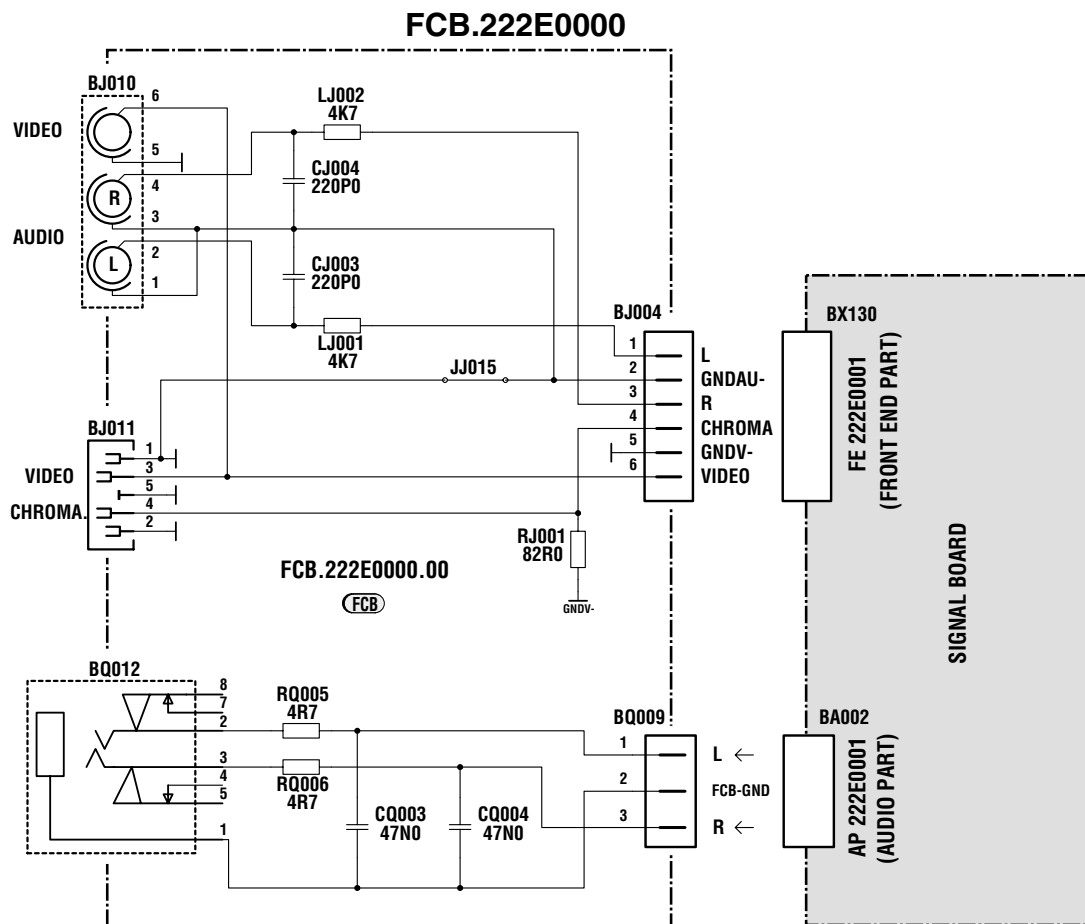 FCB.222E0000
BJ010
VIDEO
6
5
R
4
3
AUDIO
L
2
1
LJ002
4K7
CJ004
220P0
CJ003
220P0
LJ001
4K7
JJ015
BJ004
1 L
2 GNDAU-
3 R
4 CHROMA
5 GNDV-
6 VIDEO
BX130
FE 222E0001
(FRONT END PART)
SIGNAL BOARD
BJ011
1
VIDEO 3
5
CHROMA. 4
2
RJ001
82R0
GNDV-
FCB.222E0000.00
FCB
BQ012
8
7
2
3
4
5
1
RQ005
4R7
RQ006
4R7
CQ003
47N0
CQ004
47N0
BQ009
1 L ←
2 FCB-GND
3 R ←
BA002
AP 222E0001
(AUDIO PART)